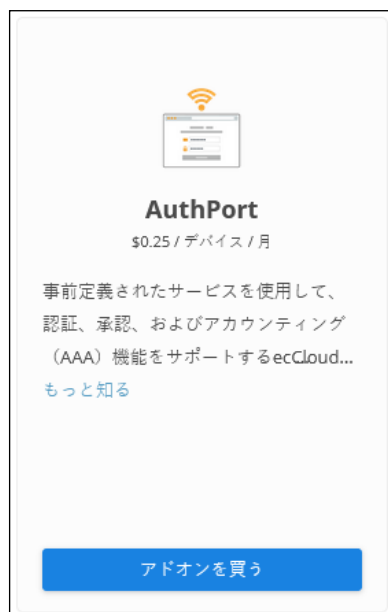 AuthPort
$0.25 / デバイス / 月
事前定義されたサービスを使用して、
認証、承認、およびアカウンティング
（AAA）機能をサポートするecCloud...
もっと知る
アドオンを買う